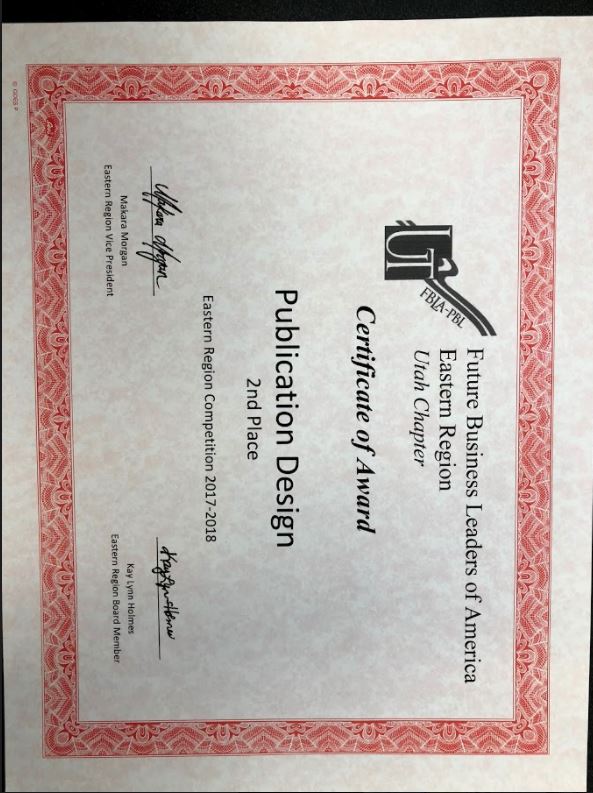 UT
FBLA-PBL
Future Business Leaders of America
Eastern Region
Utah Chapter
Certificate of Award
Publication Design
2nd Place
Eastern Region Competition 2017-2018
Makara Morgan
Makara Morgan
Eastern Region Vice President
Kay Lynn Holmes
Kay Lynn Holmes
Eastern Region Board Member